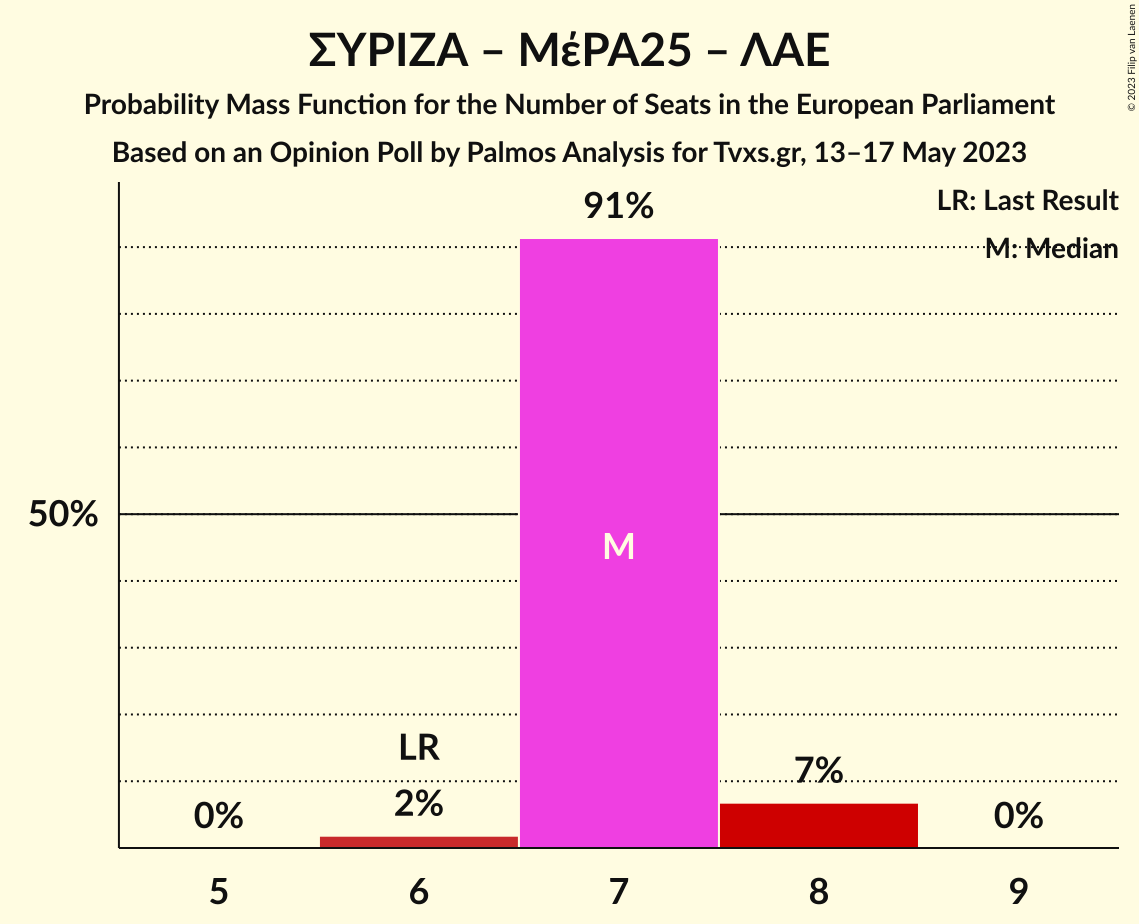 ΣΥΡΙΖΑ – ΜέΡΑ25 – ΛΑΕ
Probability Mass Function for the Number of Seats in the European Parliament
Based on an Opinion Poll by Palmos Analysis for Tvxs.gr, 13–17 May 2023
© 2023 Filip van Laenen
LR: Last Result
M: Median
91%
50%
M
LR
0%
2%
7%
0%
5
6
7
8
9